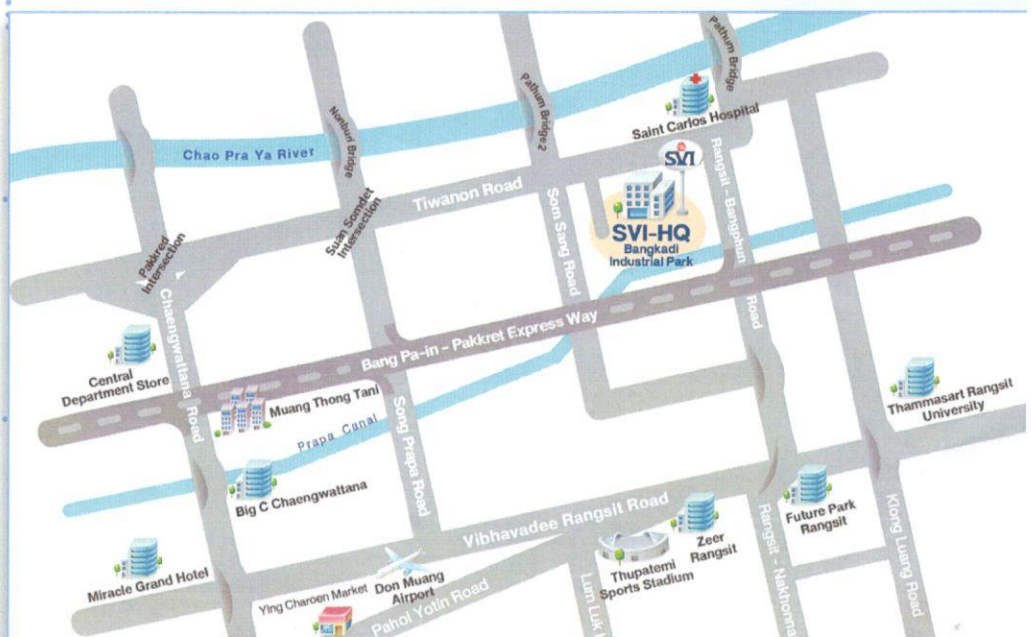 Pathum Bridge
Nonburi Bridge
Pathum Bridge 2
Saint Carlos Hospital
Chao Pra Ya River
SVI
Tiwanon Road
Rangsit - Bangphun Road
Som Sang Road
SVI-HQ
Bangkadi
Industrial Park
Suan Somdet
Intersection
Pakkred
Intersection
Chaengwattana Road
Bang Pa-in - Pakkret Express Way
Central
Department Store
Muang Thong Tani
Thammasart Rangsit
University
Prapa Canal
Song Prapa Road
Big C Chaengwattana
Vibhavadee Rangsit Road
Future Park
Rangsit
Klong Luang Road
Zeer
Rangsit
Rangsit - Nakhonna
Miracle Grand Hotel
Thupatemi
Sports Stadium
Don Muang
Airport
Ying Charoen Market
Pahol Yotin Road
Lum Luk